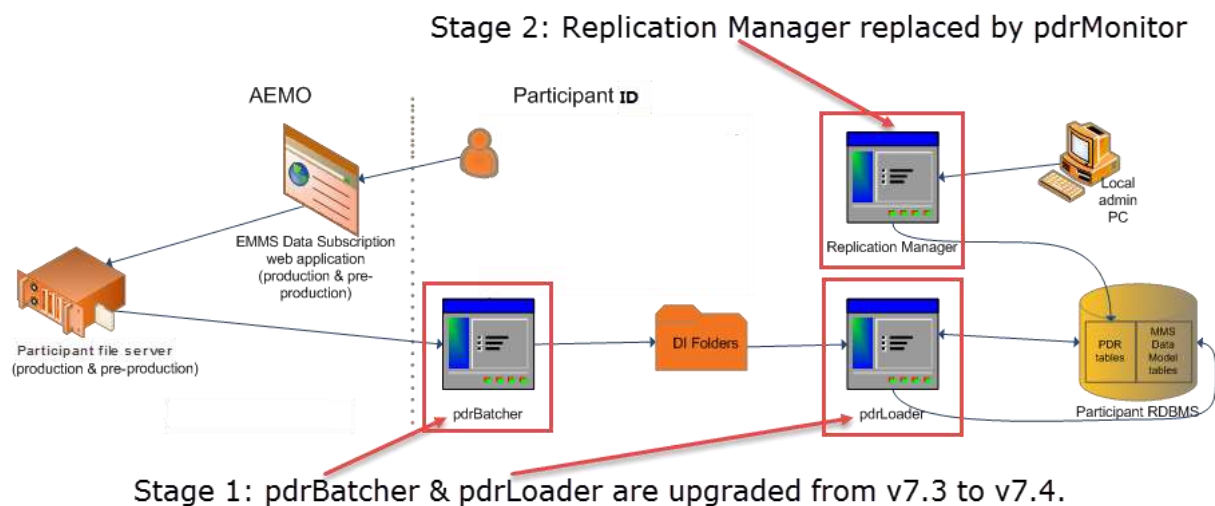 Stage 2: Replication Manager replaced by pdrMonitor
AEMO
Participant ID
EMMS Data Subscription
web application
(production & pre-
production)
Replication Manager
Local
admin
PC
Participant file server
(production & pre-production)
pdrBatcher
DI Folders
pdrLoader
PDR
tables
MMS
Data
Model
tables
Participant RDBMS
Stage 1: pdrBatcher & pdrLoader are upgraded from v7.3 to v7.4.